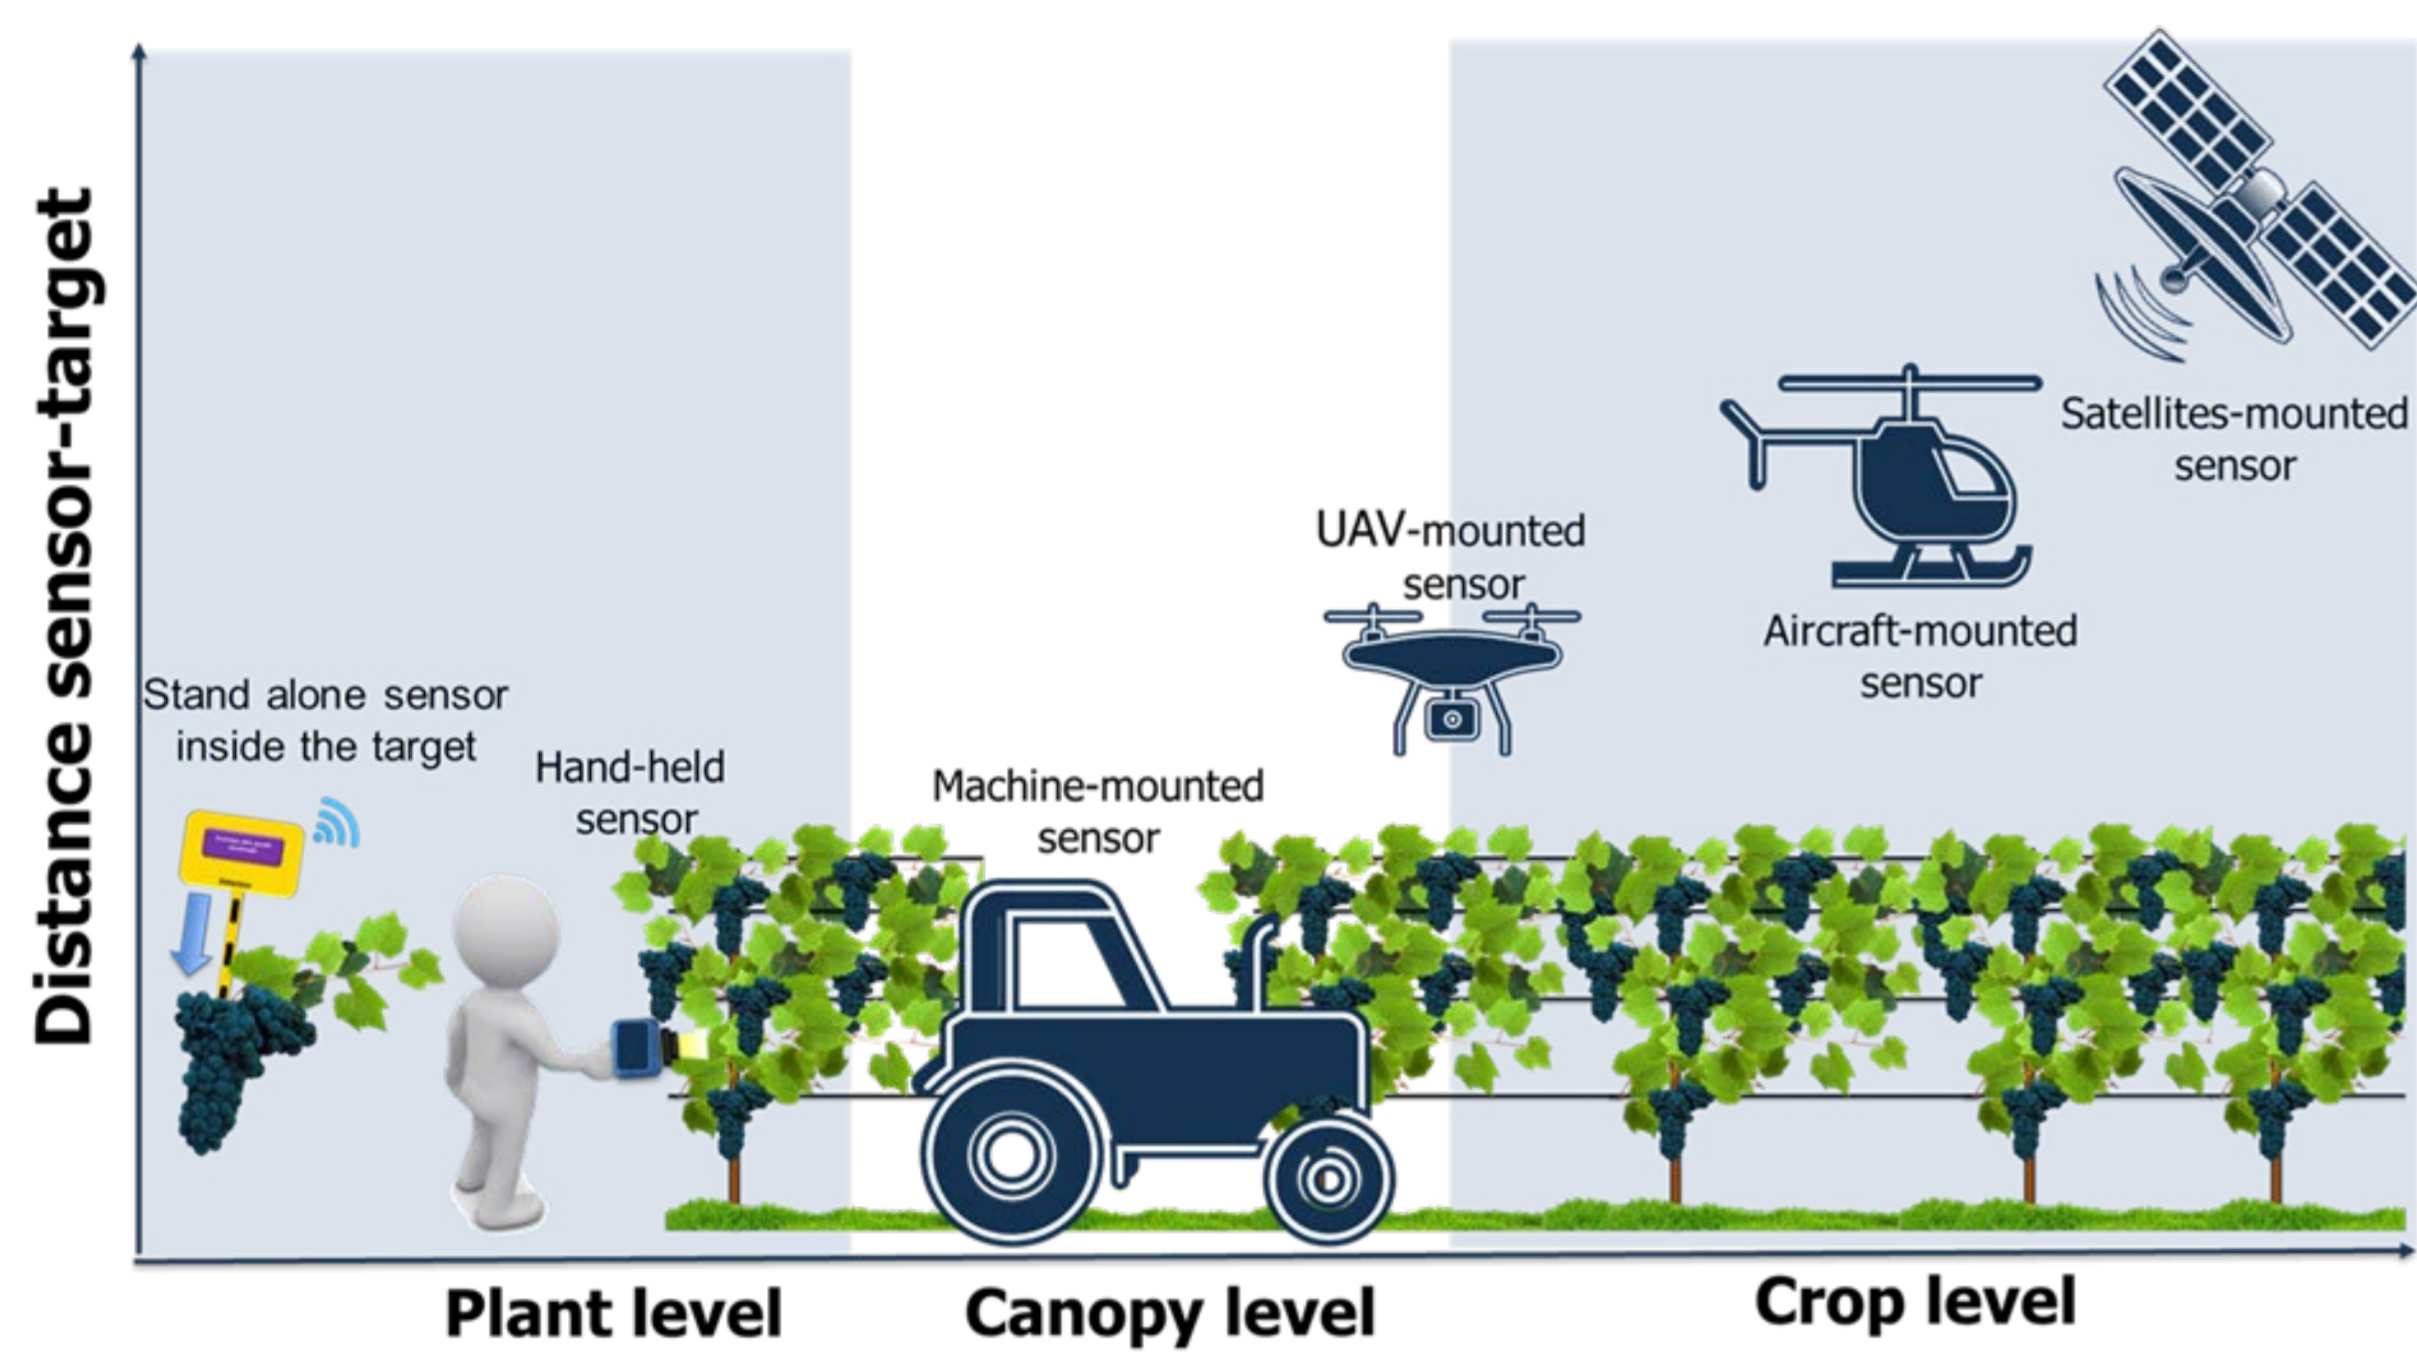 Distance sensor-target
Stand alone sensor
inside the target
Hand-held
sensor
Machine-mounted
sensor
UAV-mounted
sensor
Aircraft-mounted
sensor
Satellites-mounted
sensor
Plant level
Canopy level
Crop level